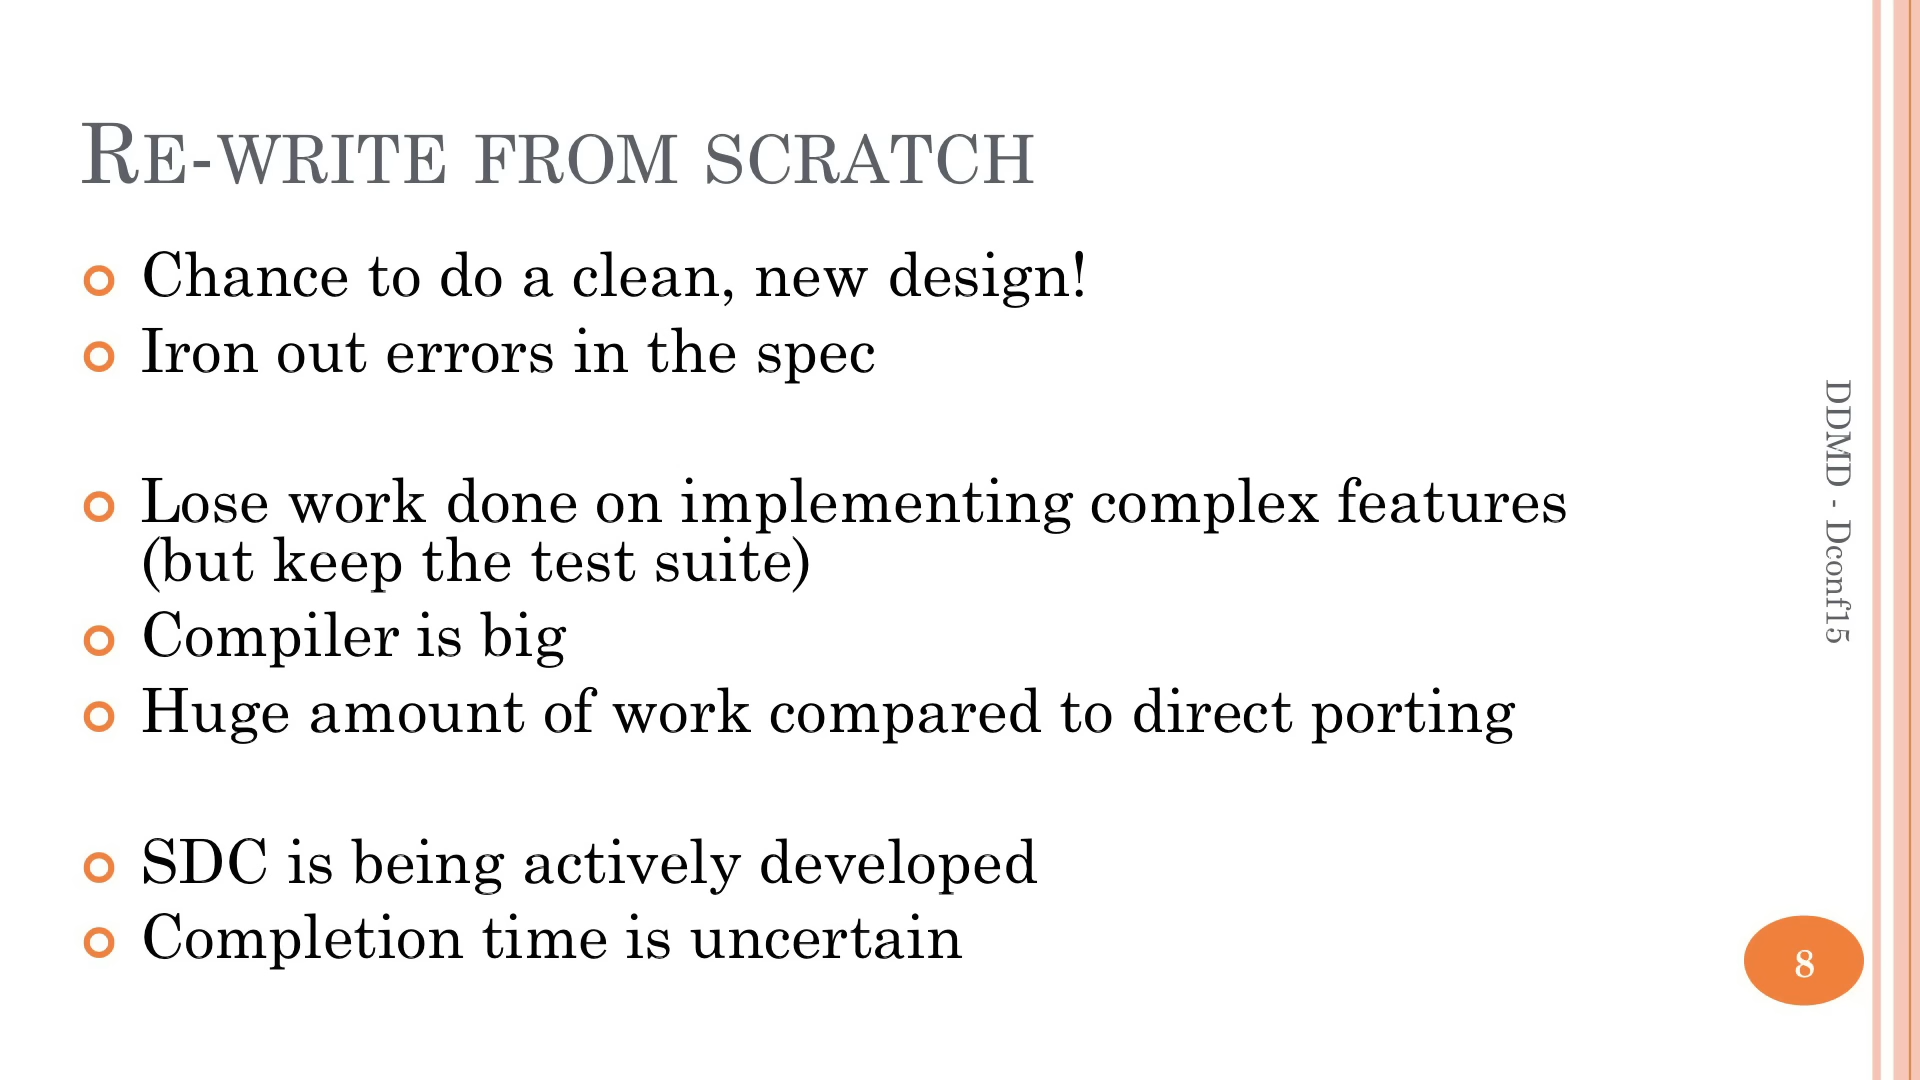 RE-WRITE FROM SCRATCH
Chance to do a clean, new design!
Iron out errors in the spec
Lose work done on implementing complex features
(but keep the test suite)
Compiler is big
Huge amount of work compared to direct porting
SDC is being actively developed
Completion time is uncertain
DDMD - Dconf15
8